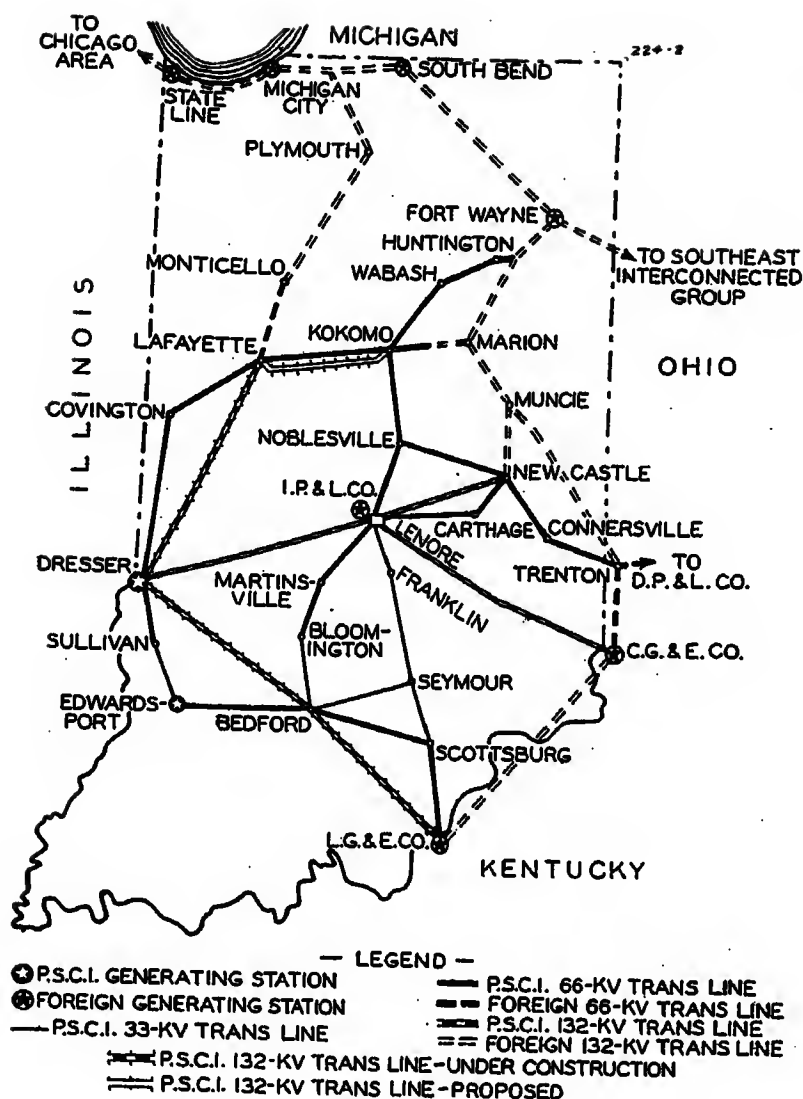 TO
CHICAGO
AREA
MICHIGAN
224-2
STATE
LINE
MICHIGAN
CITY
SOUTH BEND
PLYMOUTH
FORT WAYNE
HUNTINGTON
TO SOUTHEAST
INTERCONNECTED
GROUP
MONTICELLO
WABASH
ILLINOIS
LAFAYETTE
KOKOMO
MARION
OHIO
COVINGTON
MUNCIE
NOBLESVILLE
NEW CASTLE
I.P.& L.CO.
LENORE
CARTHAGE
CONNERSVILLE
DRESSER
MARTINS-
VILLE
FRANKLIN
TRENTON
TO
D.P.& L.CO.
SULLIVAN
BLOOM-
INGTON
C.G.& E.CO.
EDWARDS-
PORT
BEDFORD
SEYMOUR
SCOTTSBURG
L.G.& E.CO.
KENTUCKY
— LEGEND —
P.S.C.I. GENERATING STATION
FOREIGN GENERATING STATION
P.S.C.I. 33-KV TRANS LINE
P.S.C.I. 66-KV TRANS LINE
FOREIGN 66-KV TRANS LINE
P.S.C.I. 132-KV TRANS LINE
FOREIGN 132-KV TRANS LINE
P.S.C.I. 132-KV TRANS LINE-UNDER CONSTRUCTION
P.S.C.I. 132-KV TRANS LINE-PROPOSED